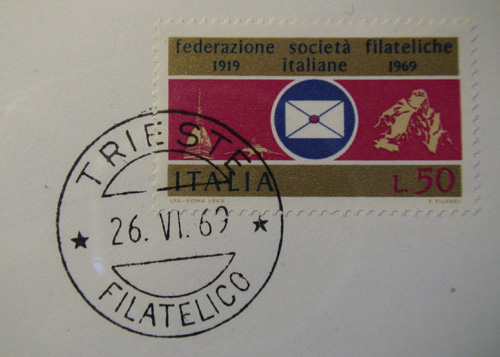 federazione società filateliche
1919 italiane 1969
ITALIA L.50
TRIESTE
26. VI. 69
FILATELICO